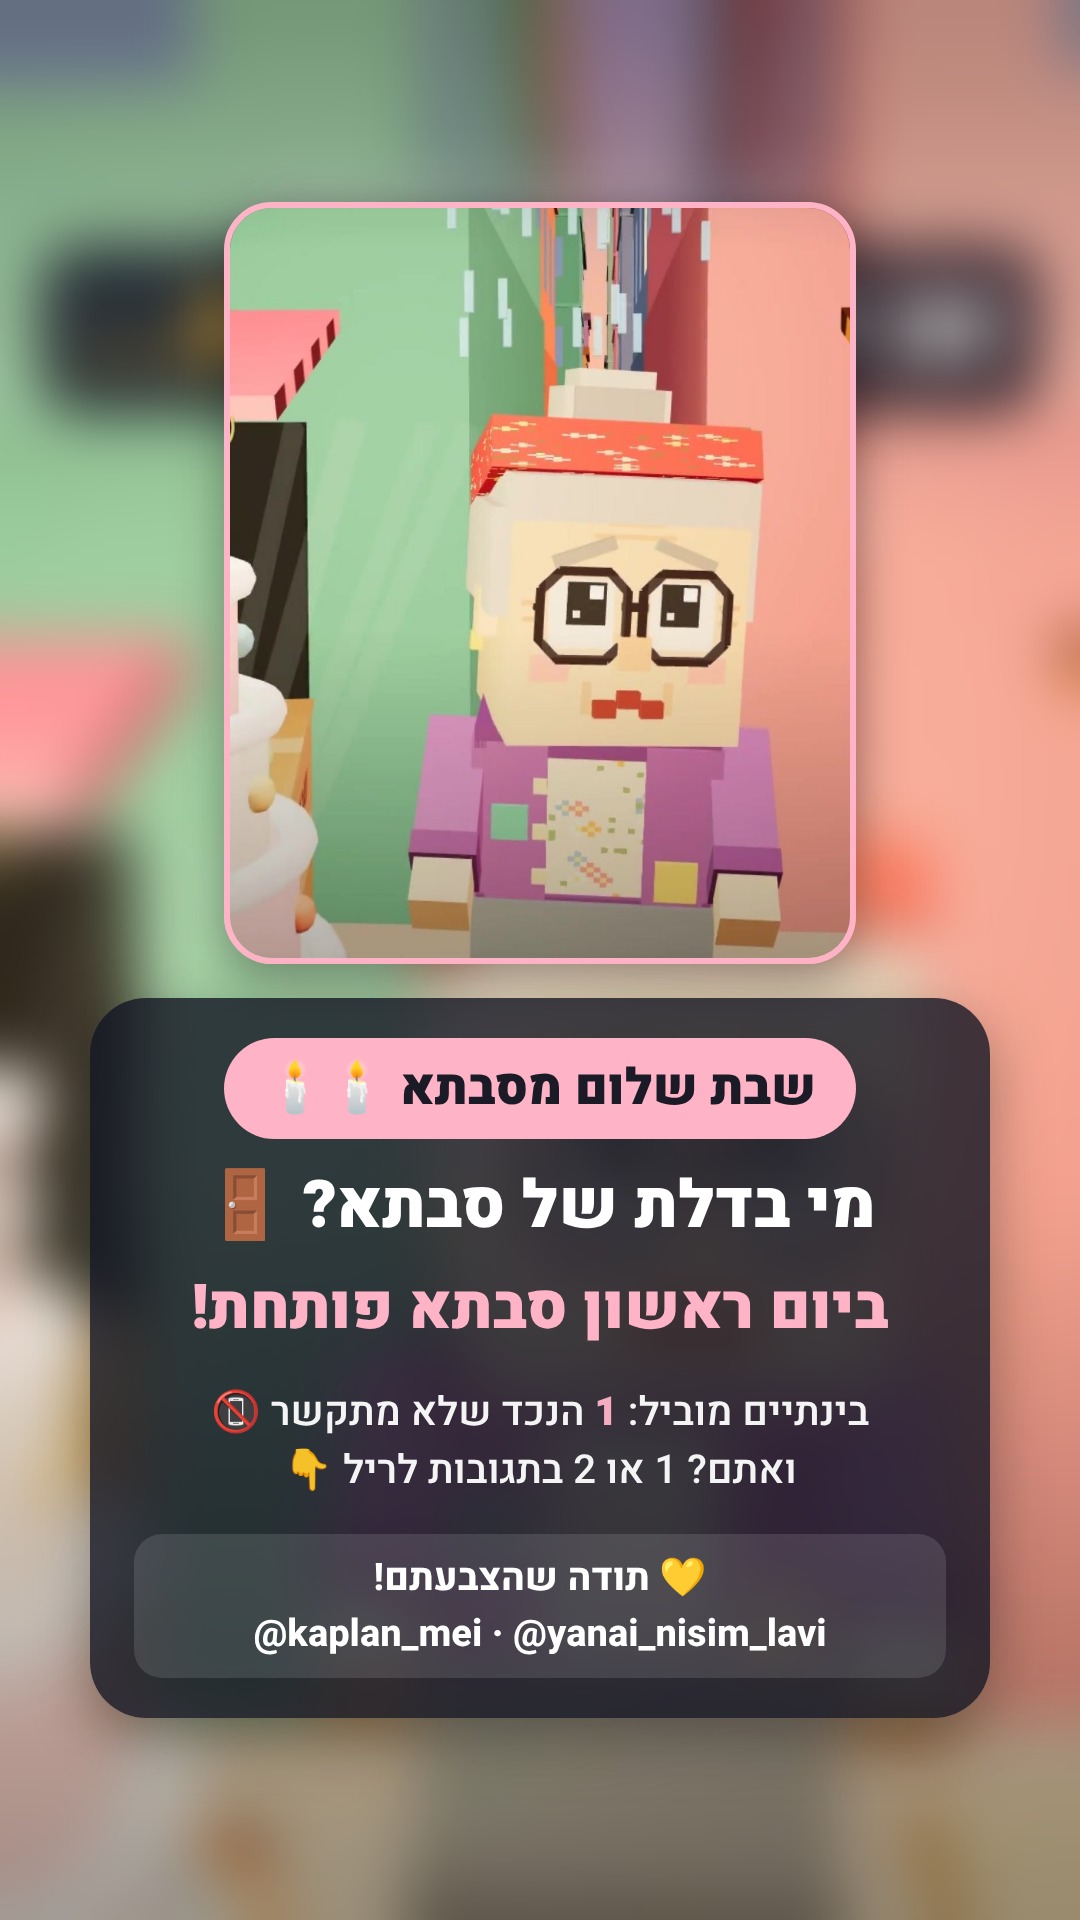 שבת שלום מסבתא 🕯️🕯️
מי בדלת של סבתא? 🚪
ביום ראשון סבתא פותחת!
בינתיים מוביל: 1 הנכד שלא מתקשר 📵
ואתם? 1 או 2 בתגובות לריל 👇
💛 תודה שהצבעתם!
@kaplan_mei · @yanai_nisim_lavi